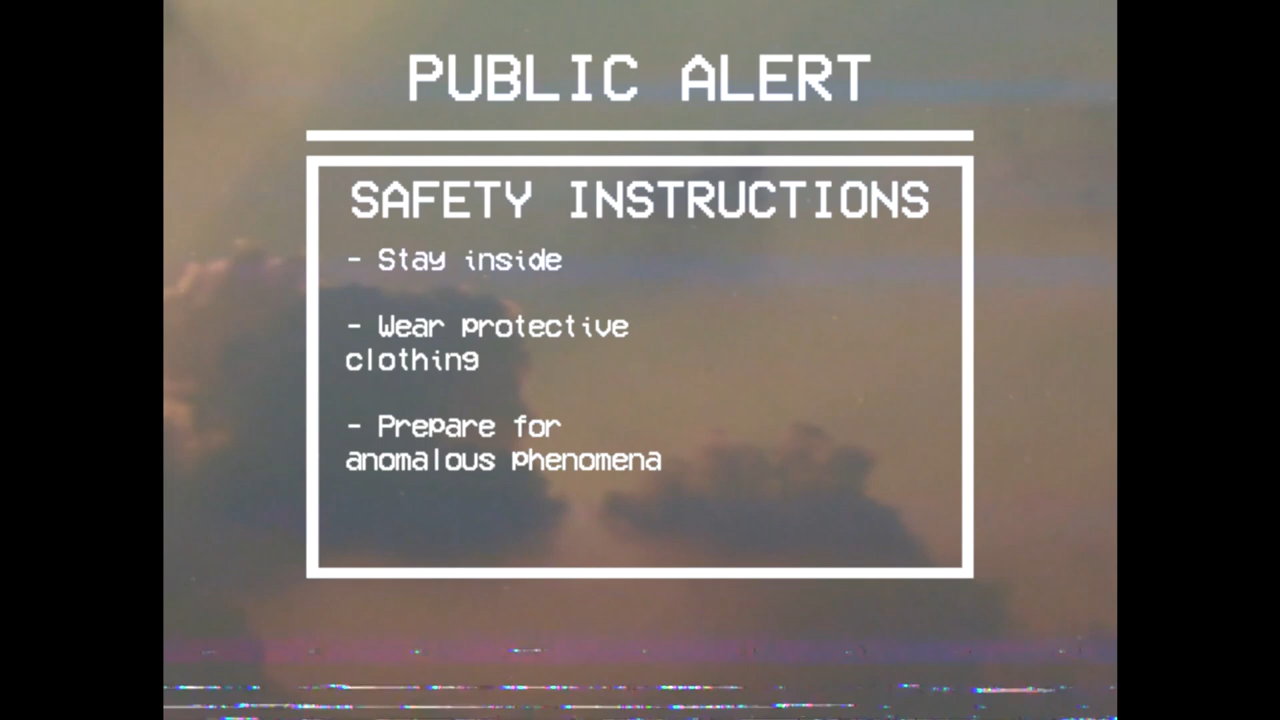 PUBLIC ALERT
SAFETY INSTRUCTIONS
- Stay inside
- Wear protective
clothing
- Prepare for
anomalous phenomena